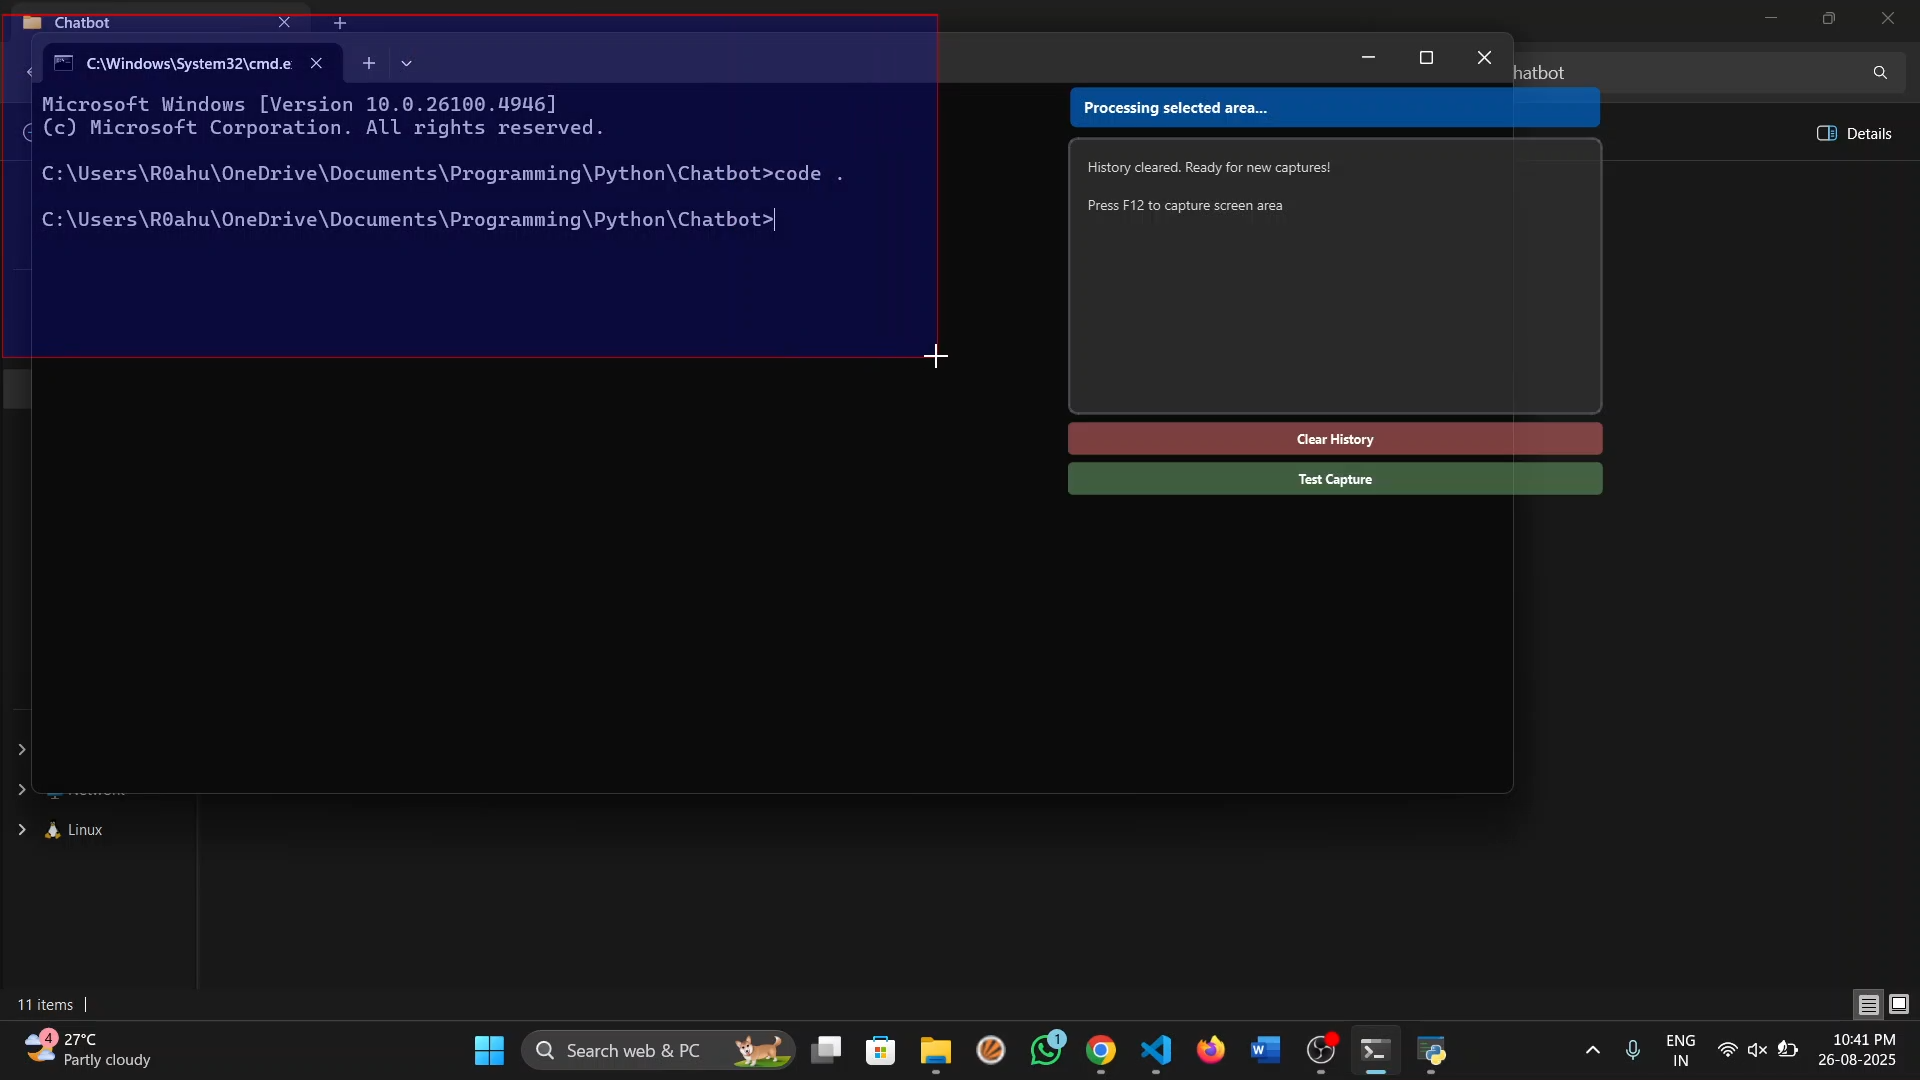 Chatbot
C:\Windows\System32\cmd.e
hatbot
Microsoft Windows [Version 10.0.26100.4946]
(c) Microsoft Corporation. All rights reserved.
C:\Users\R0ahu\OneDrive\Documents\Programming\Python\Chatbot>code .
C:\Users\R0ahu\OneDrive\Documents\Programming\Python\Chatbot>
Processing selected area...
History cleared. Ready for new captures!
Press F12 to capture screen area
Clear History
Test Capture
Details
Network
Linux
11 items
4
27°C
Partly cloudy
Search web & PC
1
ENG
IN
10:41 PM
26-08-2025